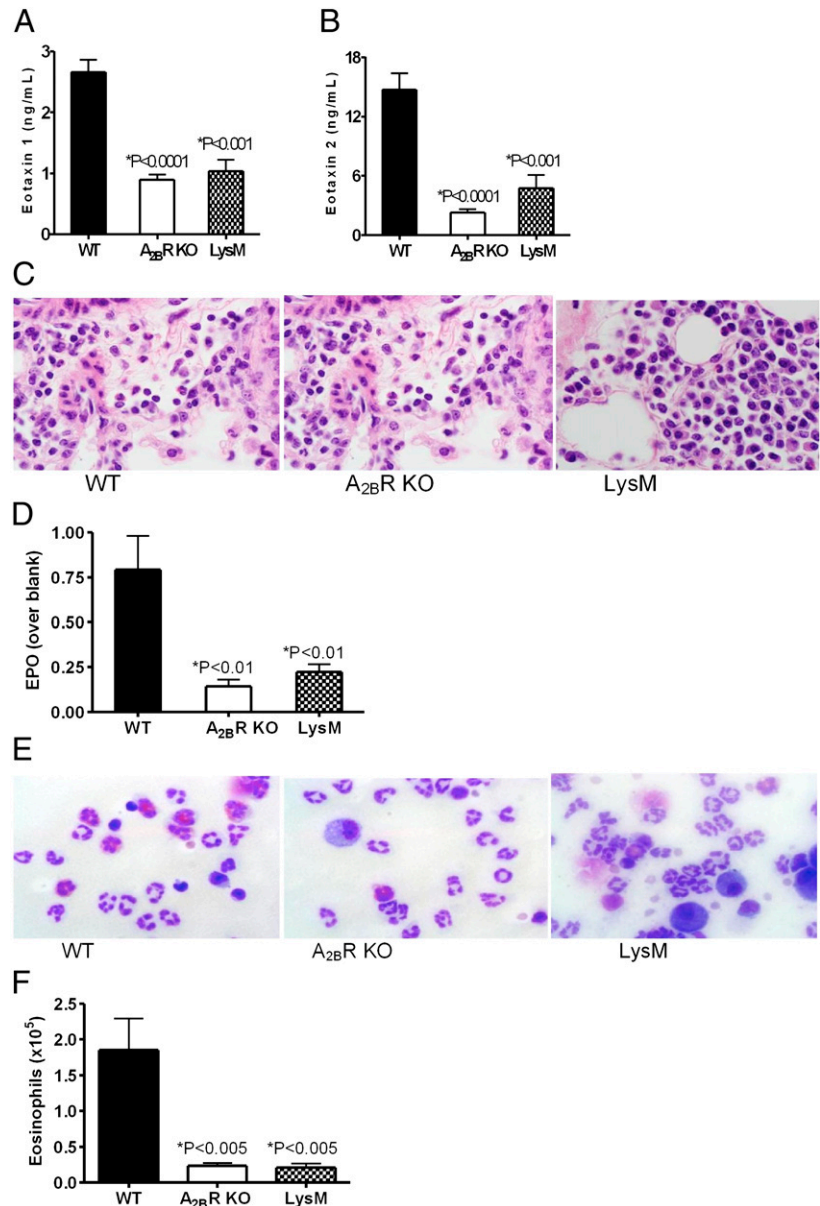 A
Eotaxin 1 (ng/mL)
3
2
1
0
*P<0.0001
*P<0.001
WT
A2BR KO
LysM
B
Eotaxin 2 (ng/mL)
18
12
6
0
*P<0.0001
*P<0.001
WT
A2BR KO
LysM
C
WT
A2BR KO
LysM
D
EPO (over blank)
1.00
0.75
0.50
0.25
0.00
*P<0.01
*P<0.01
WT
A2BR KO
LysM
E
WT
A2BR KO
LysM
F
Eosinophils (x10⁵)
2.5
2.0
1.5
1.0
0.5
0.0
*P<0.005
*P<0.005
WT
A2BR KO
LysM